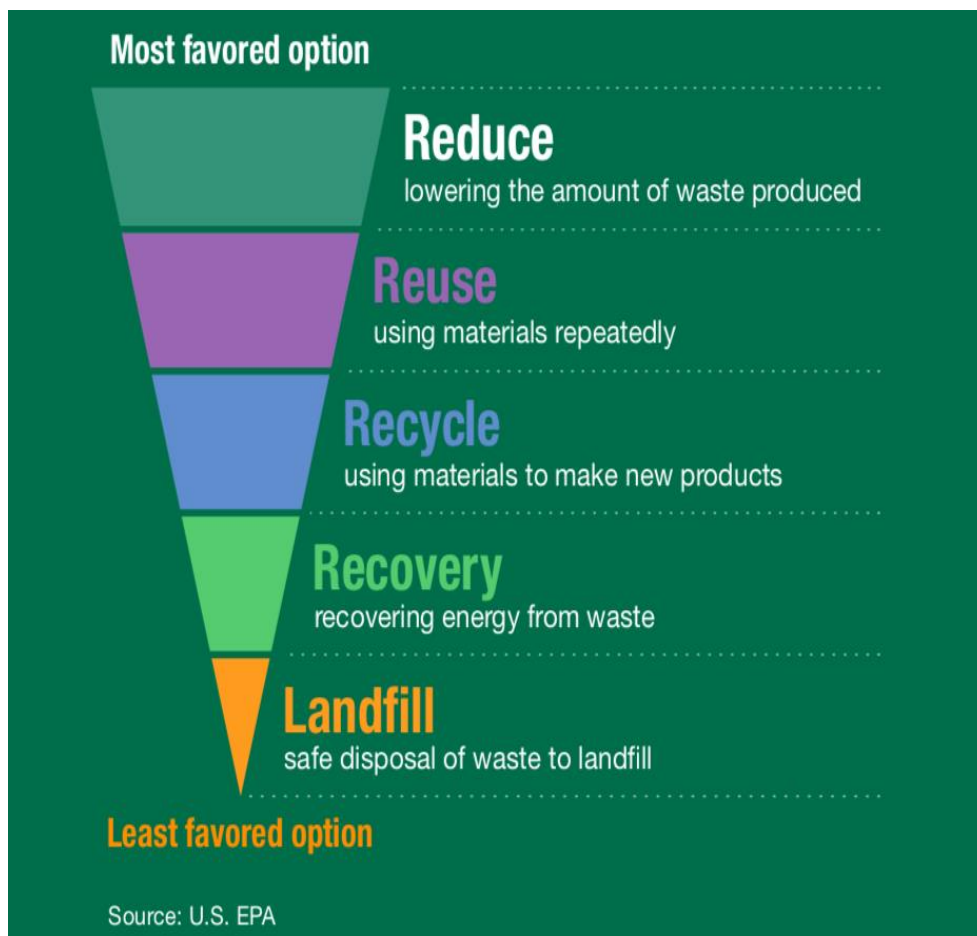 Most favored option
Reduce
lowering the amount of waste produced
Reuse
using materials repeatedly
Recycle
using materials to make new products
Recovery
recovering energy from waste
Landfill
safe disposal of waste to landfill
Least favored option
Source: U.S. EPA